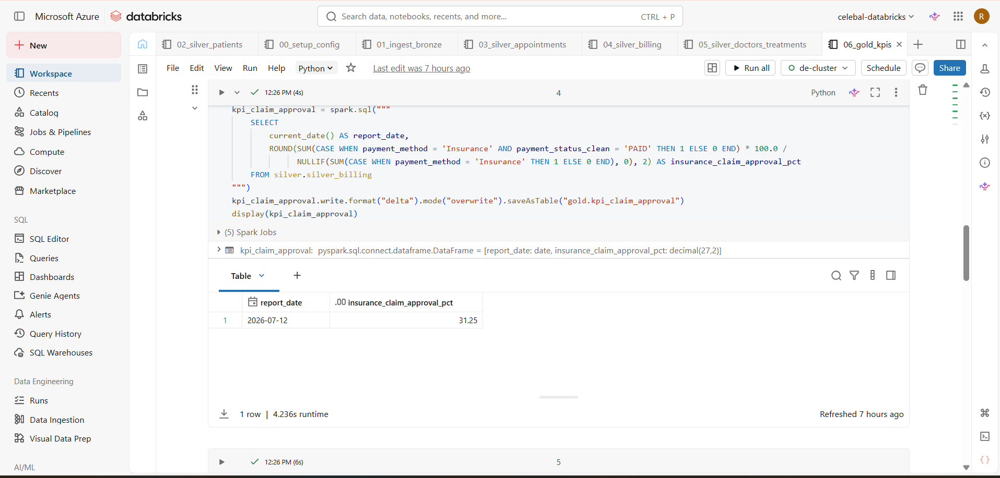 Microsoft Azure databricks
Search data, notebooks, recents, and more... CTRL + P
celebal-databricks R
New
Workspace
Recents
Catalog
Jobs & Pipelines
Compute
Discover
Marketplace
SQL
SQL Editor
Queries
Dashboards
Genie Agents
Alerts
Query History
SQL Warehouses
Data Engineering
Runs
Data Ingestion
Visual Data Prep
AI/ML
02_silver_patients 00_setup_config 01_ingest_bronze 03_silver_appointments 04_silver_billing 05_silver_doctors_treatments 06_gold_kpis
File Edit View Run Help Python Last edit was 7 hours ago Run all de-cluster Schedule Share
12:26 PM (4s) 4 Python
kpi_claim_approval = spark.sql("""
SELECT
current_date() AS report_date,
ROUND(SUM(CASE WHEN payment_method = 'Insurance' AND payment_status_clean = 'PAID' THEN 1 ELSE 0 END) * 100.0 /
NULLIF(SUM(CASE WHEN payment_method = 'Insurance' THEN 1 ELSE 0 END), 0), 2) AS insurance_claim_approval_pct
FROM silver.silver_billing
""")
kpi_claim_approval.write.format("delta").mode("overwrite").saveAsTable("gold.kpi_claim_approval")
display(kpi_claim_approval)
(5) Spark Jobs
kpi_claim_approval: pyspark.sql.connect.dataframe.DataFrame = [report_date: date, insurance_claim_approval_pct: decimal(27,2)]
Table
report_date .00 insurance_claim_approval_pct
1 2026-07-12 31.25
1 row | 4.236s runtime Refreshed 7 hours ago
12:26 PM (6s) 5